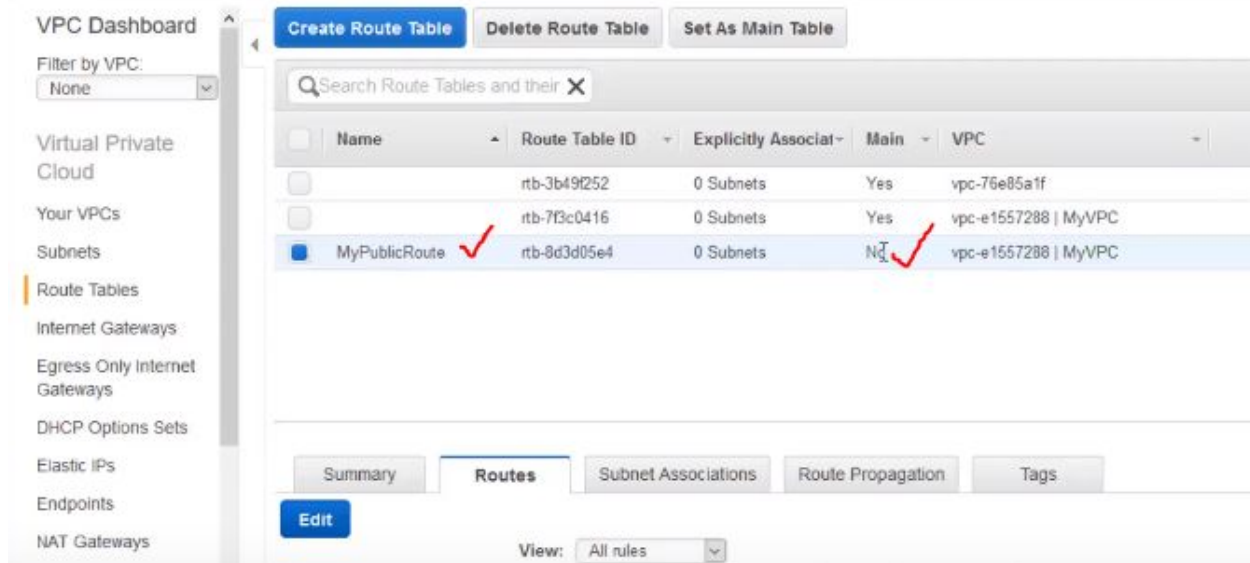 VPC Dashboard
Filter by VPC:
None
Virtual Private
Cloud
Your VPCs
Subnets
Route Tables
Internet Gateways
Egress Only Internet
Gateways
DHCP Options Sets
Elastic IPs
Endpoints
NAT Gateways
Create Route Table Delete Route Table Set As Main Table
Search Route Tables and their
Name Route Table ID Explicitly Associat Main VPC
rtb-3b49f252 0 Subnets Yes vpc-76e85a1f
rtb-7f3c0416 0 Subnets Yes vpc-e1557288 | MyVPC
MyPublicRoute rtb-8d3d05e4 0 Subnets No vpc-e1557288 | MyVPC
Summary Routes Subnet Associations Route Propagation Tags
Edit
View: All rules